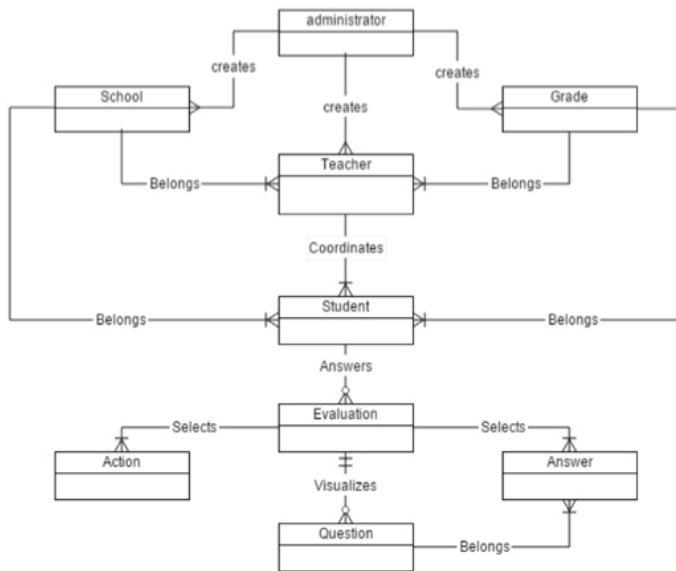 administrator
creates
School
creates
creates
Grade
Teacher
Belongs
Belongs
Coordinates
Student
Belongs
Belongs
Answers
Evaluation
Selects
Selects
Action
Answer
Visualizes
Question
Belongs